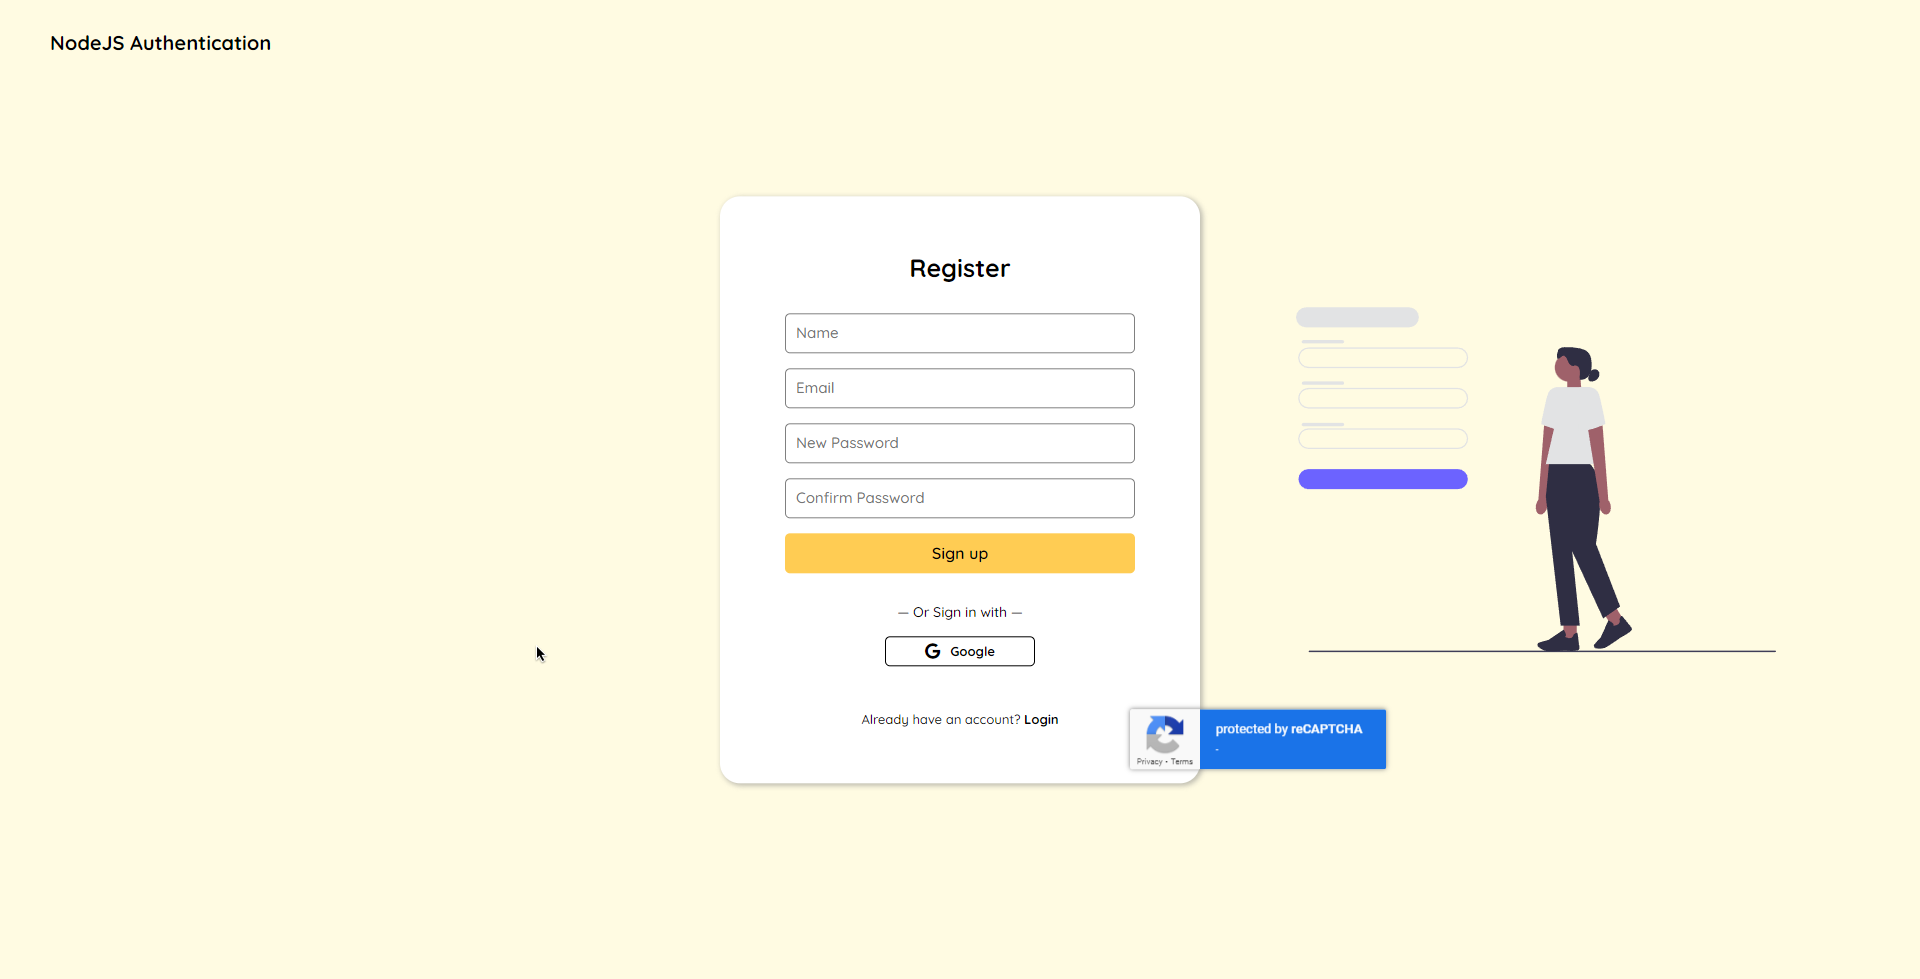 NodeJS Authentication
Register
Name
Email
New Password
Confirm Password
Sign up
— Or Sign in with —
Google
Already have an account? Login
protected by reCAPTCHA
-
Privacy - Terms